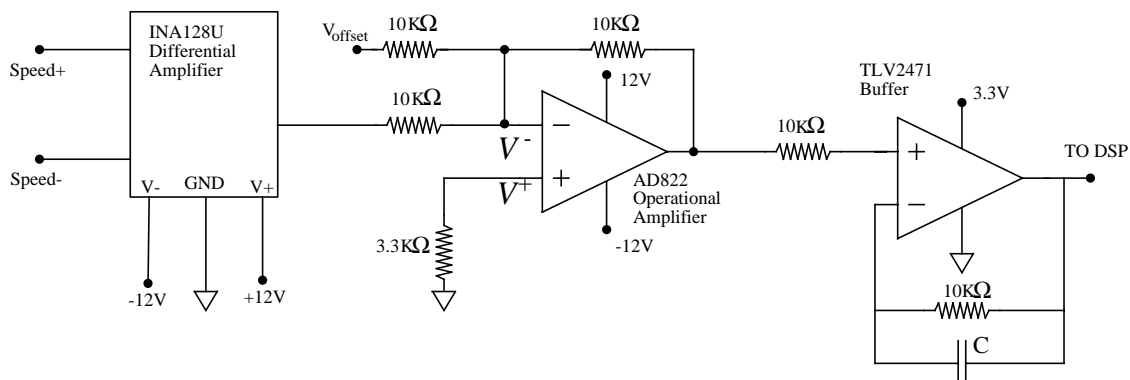 INA128U
Differential
Amplifier
Speed+
Speed-
V-
GND
V+
-12V
+12V
Voffset
10KΩ
10KΩ
10KΩ
12V
V-
V+
3.3KΩ
-12V
AD822
Operational
Amplifier
10KΩ
TLV2471
Buffer
3.3V
TO DSP
10KΩ
C